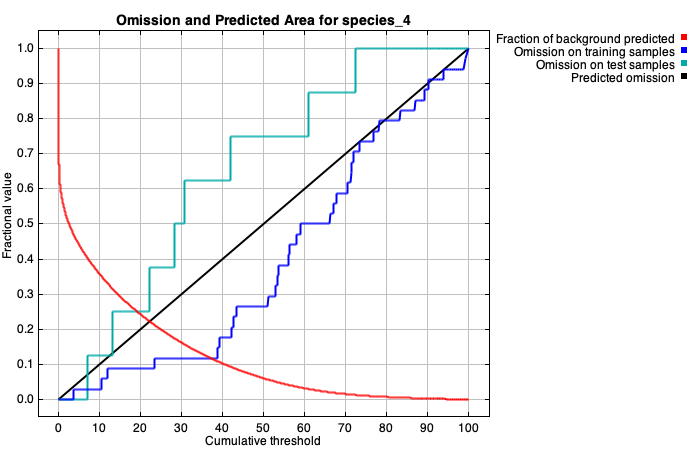 Omission and Predicted Area for species_4
Fraction of background predicted
Omission on training samples
Omission on test samples
Predicted omission
Fractional value
1.0
0.9
0.8
0.7
0.6
0.5
0.4
0.3
0.2
0.1
0.0
0 10 20 30 40 50 60 70 80 90 100
Cumulative threshold